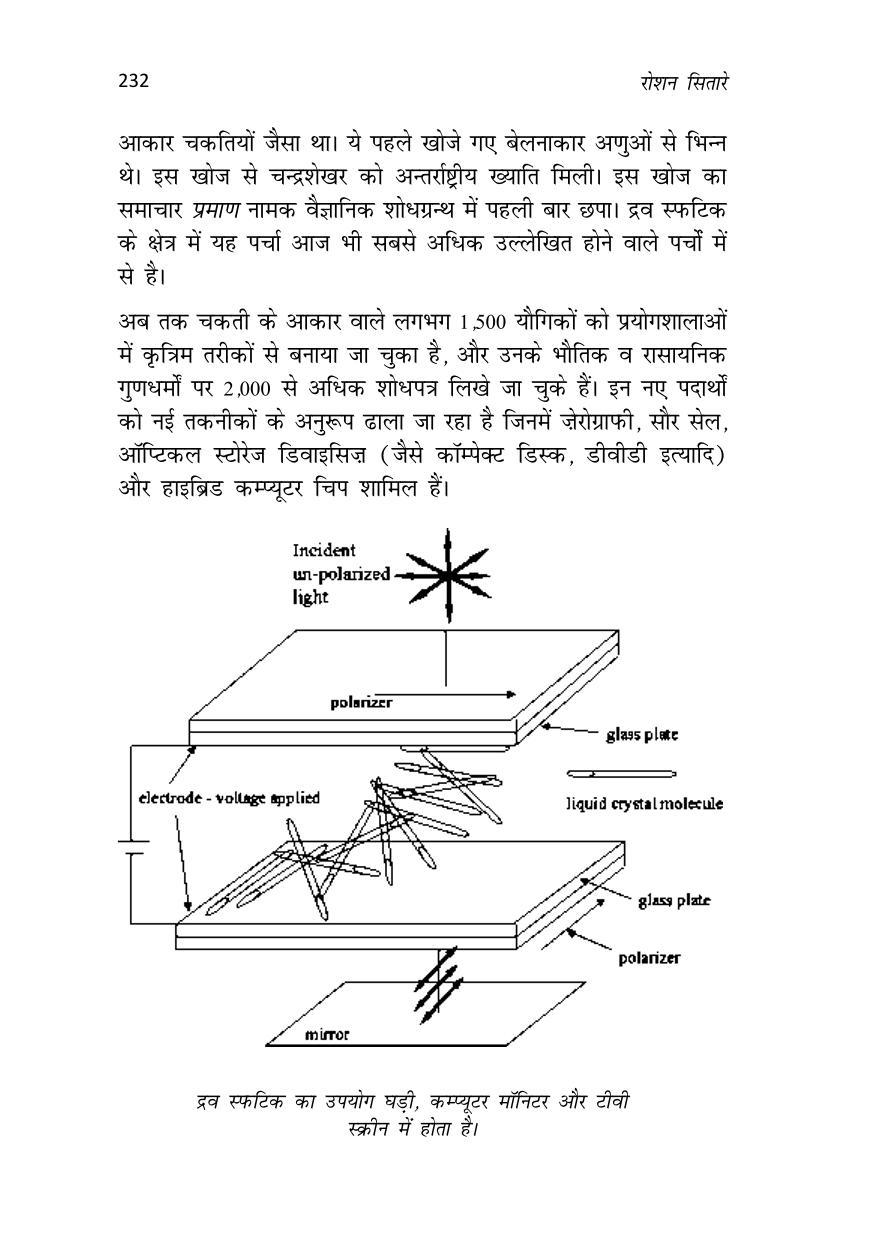 232 रोशन सितारे
आकार चकतियों जैसा था। ये पहले खोजे गए बेलनाकार अणुओं से भिन्न
थे। इस खोज से चन्द्रशेखर को अन्तर्राष्ट्रीय ख्याति मिली। इस खोज का
समाचार प्रमाण नामक वैज्ञानिक शोधग्रन्थ में पहली बार छपा। द्रव स्फटिक
के क्षेत्र में यह पर्चा आज भी सबसे अधिक उल्लेखित होने वाले पर्चों में
से है।
अब तक चकती के आकार वाले लगभग 1,500 यौगिकों को प्रयोगशालाओं
में कृत्रिम तरीकों से बनाया जा चुका है, और उनके भौतिक व रासायनिक
गुणधर्मों पर 2,000 से अधिक शोधपत्र लिखे जा चुके हैं। इन नए पदार्थों
को नई तकनीकों के अनुरूप ढाला जा रहा है जिनमें ज़ेरोग्राफी, सौर सेल,
ऑप्टिकल स्टोरेज डिवाइसिज़ (जैसे कॉम्पेक्ट डिस्क, डीवीडी इत्यादि)
और हाइब्रिड कम्प्यूटर चिप शामिल हैं।
Incident
un-polarized
light
polarizer
glass plate
electrode - voltage applied
liquid crystal molecule
glass plate
polarizer
mirror
द्रव स्फटिक का उपयोग घड़ी, कम्प्यूटर मॉनिटर और टीवी
स्क्रीन में होता है।